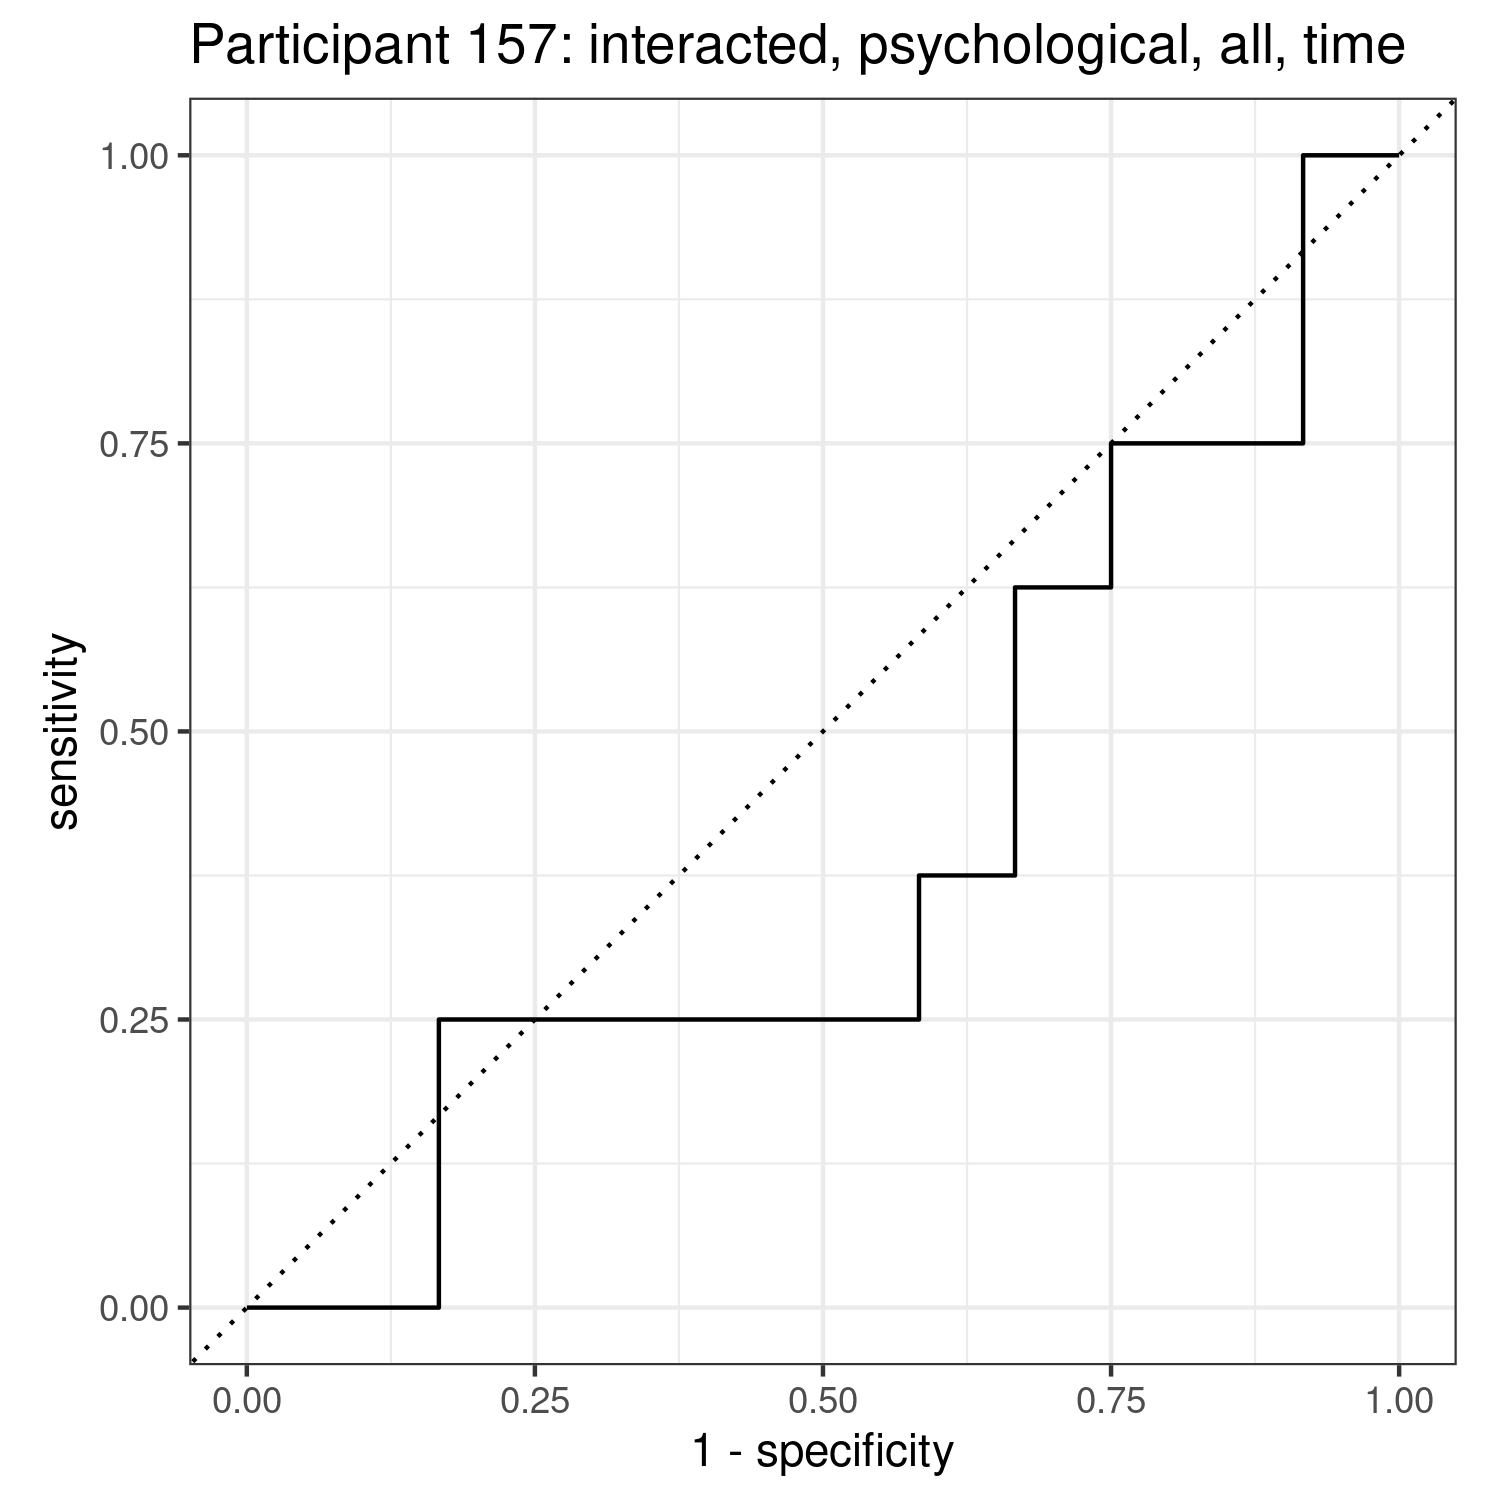 Participant 157: interacted, psychological, all, time
1.00
0.75
0.50
0.25
0.00
sensitivity
0.00 0.25 0.50 0.75 1.00
1 - specificity